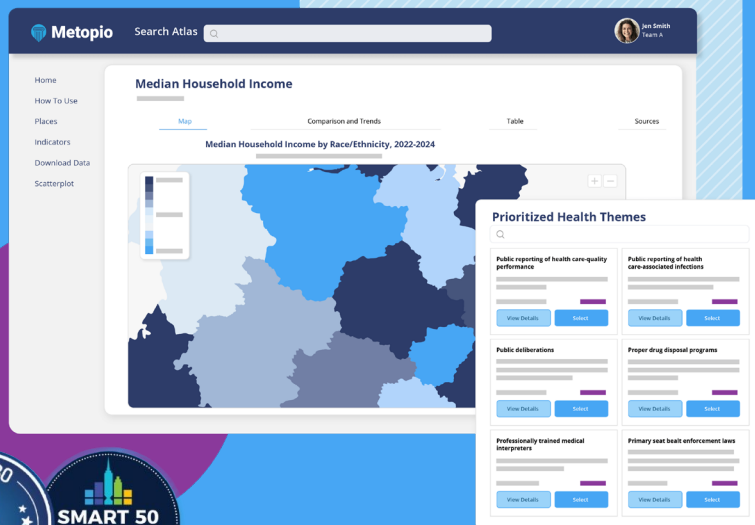 Metopio
Search Atlas
Jen Smith
Team A
Home
How To Use
Places
Indicators
Download Data
Scatterplot
Median Household Income
Map
Comparison and Trends
Table
Sources
Median Household Income by Race/Ethnicity, 2022-2024
Prioritized Health Themes
Public reporting of health care-quality
performance
View Details
Select
Public reporting of health
care-associated infections
View Details
Select
Public deliberations
View Details
Select
Proper drug disposal programs
View Details
Select
Professionally trained medical
interpreters
View Details
Select
Primary seat bealt enforcement laws
View Details
Select
SMART 50